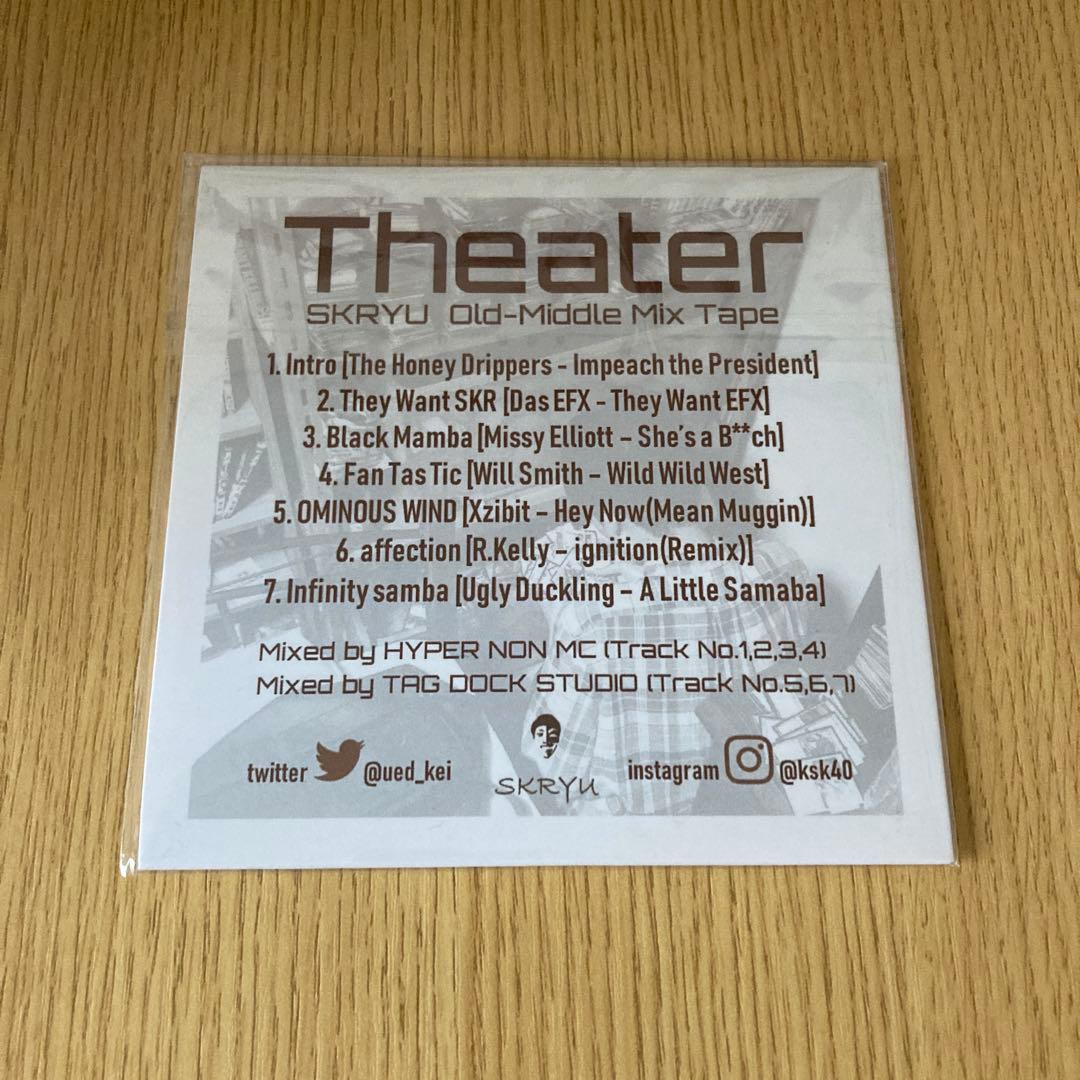 Theater
SKRYU Old-Middle Mix Tape
1. Intro [The Honey Drippers - Impeach the President]
2. They Want SKR [Das EFX - They Want EFX]
3. Black Mamba [Missy Elliott - She's a B**ch]
4. Fan Tas Tic [Will Smith - Wild Wild West]
5. OMINOUS WIND [Xzibit - Hey Now(Mean Muggin)]
6. affection [R.Kelly - ignition(Remix)]
7. Infinity samba [Ugly Duckling - A Little Samaba]
Mixed by HYPER NON MC (Track No.1,2,3,4)
Mixed by TAG DOCK STUDIO (Track No.5,6,7)
twitter @ued_kei
SKRYU
instagram @ksk40